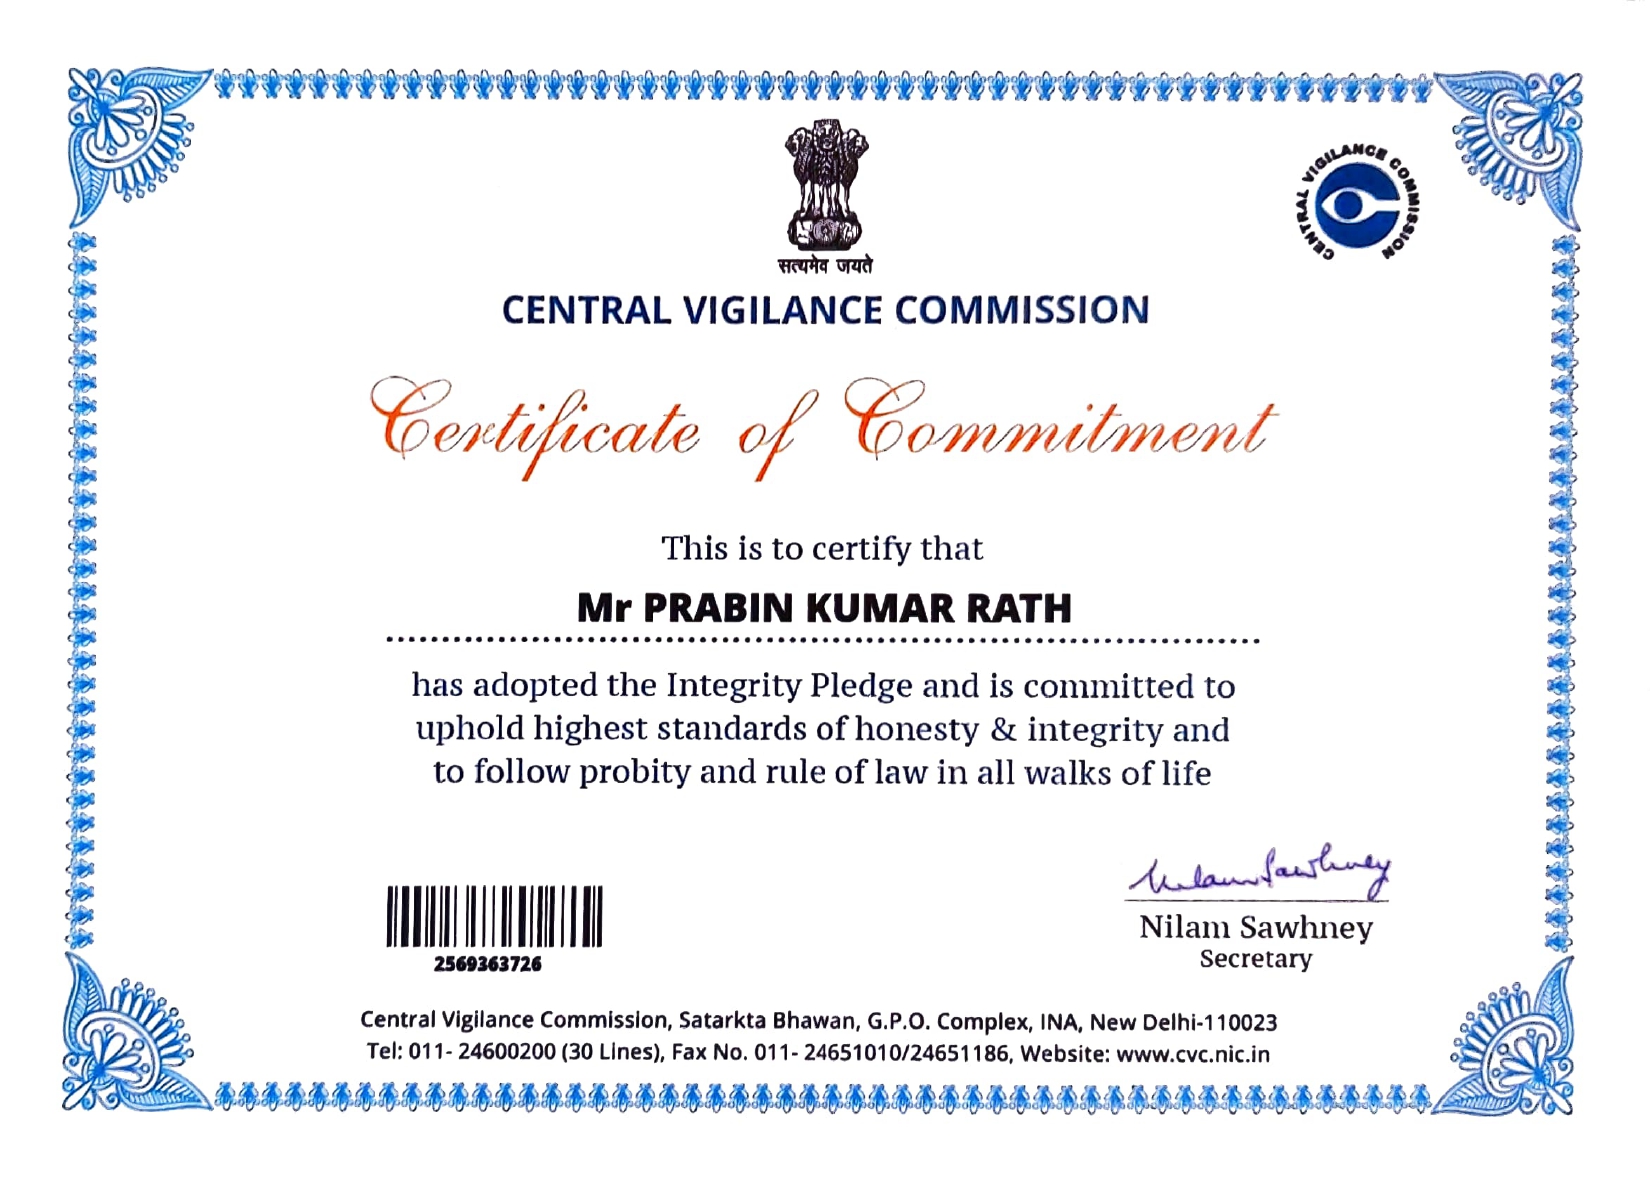 सत्यमेव जयते
CENTRAL VIGILANCE COMMISSION
CENTRAL VIGILANCE COMMISSION
Certificate of Commitment
This is to certify that
Mr PRABIN KUMAR RATH
has adopted the Integrity Pledge and is committed to
uphold highest standards of honesty & integrity and
to follow probity and rule of law in all walks of life
Nilam Sawhney
Nilam Sawhney
Secretary
2569363726
Central Vigilance Commission, Satarkta Bhawan, G.P.O. Complex, INA, New Delhi-110023
Tel: 011- 24600200 (30 Lines), Fax No. 011- 24651010/24651186, Website: www.cvc.nic.in